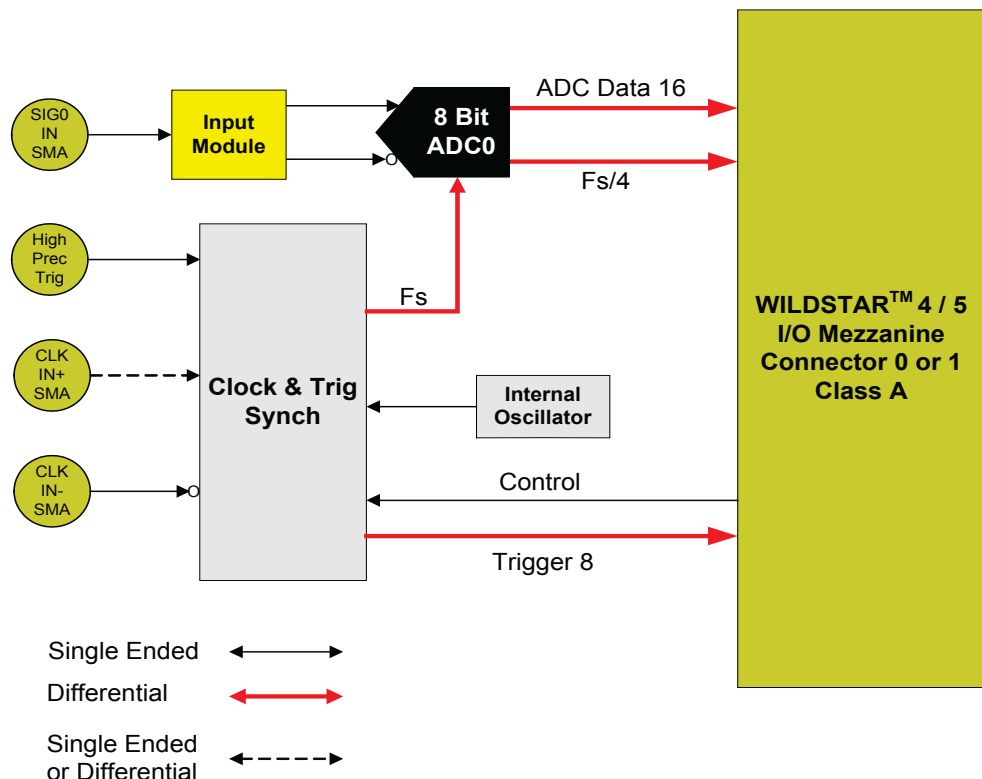 SIG0
IN
SMA
Input
Module
8 Bit
ADC0
ADC Data 16
Fs/4
High
Prec
Trig
Fs
CLK
IN+
SMA
Clock & Trig
Synch
Internal
Oscillator
WILDSTAR™ 4 / 5
I/O Mezzanine
Connector 0 or 1
Class A
CLK
IN-
SMA
Control
Trigger 8
Single Ended
Differential
Single Ended
or Differential